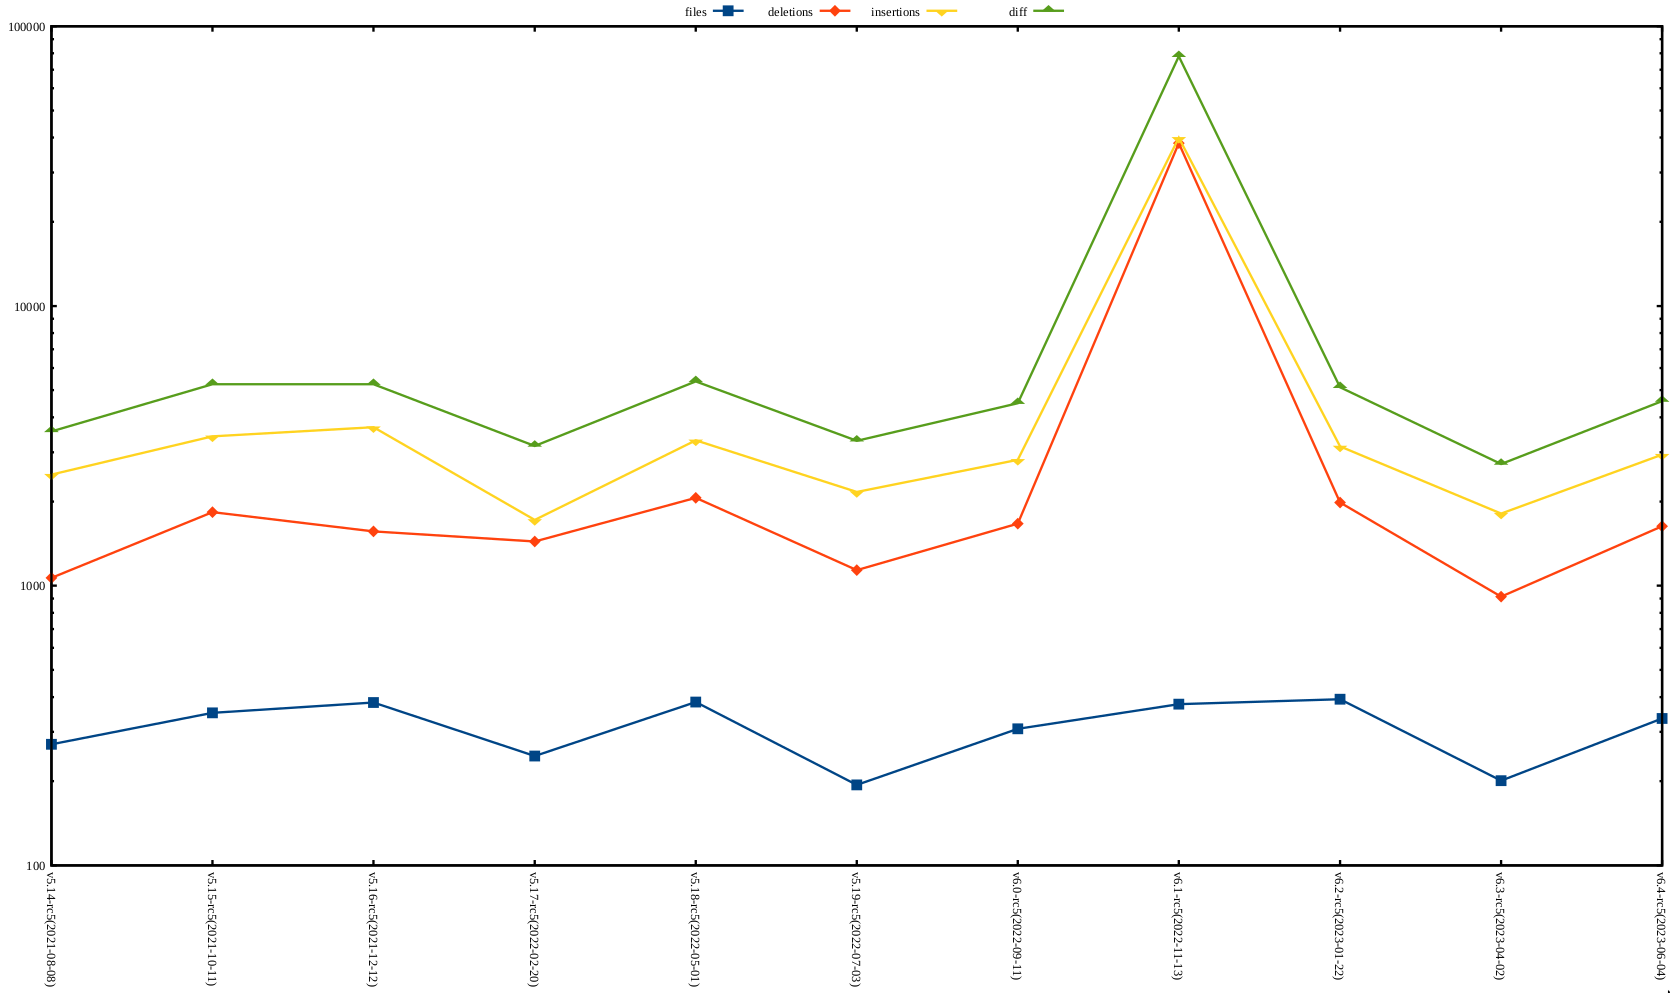 files deletions insertions diff
100000
10000
1000
100
v5.14-rc5(2021-08-08)
v5.15-rc5(2021-10-11)
v5.16-rc5(2021-12-12)
v5.17-rc5(2022-02-20)
v5.18-rc5(2022-05-01)
v5.19-rc5(2022-07-03)
v6.0-rc5(2022-09-11)
v6.1-rc5(2022-11-13)
v6.2-rc5(2023-01-22)
v6.3-rc5(2023-04-02)
v6.4-rc5(2023-06-04)